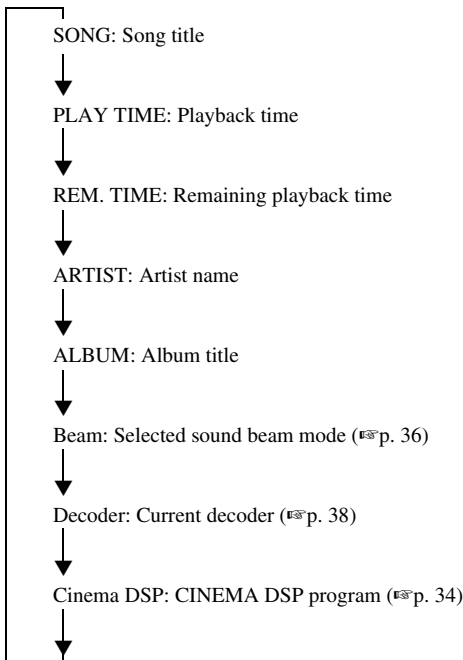 SONG: Song title
PLAY TIME: Playback time
REM. TIME: Remaining playback time
ARTIST: Artist name
ALBUM: Album title
Beam: Selected sound beam mode (☞p. 36)
Decoder: Current decoder (☞p. 38)
Cinema DSP: CINEMA DSP program (☞p. 34)